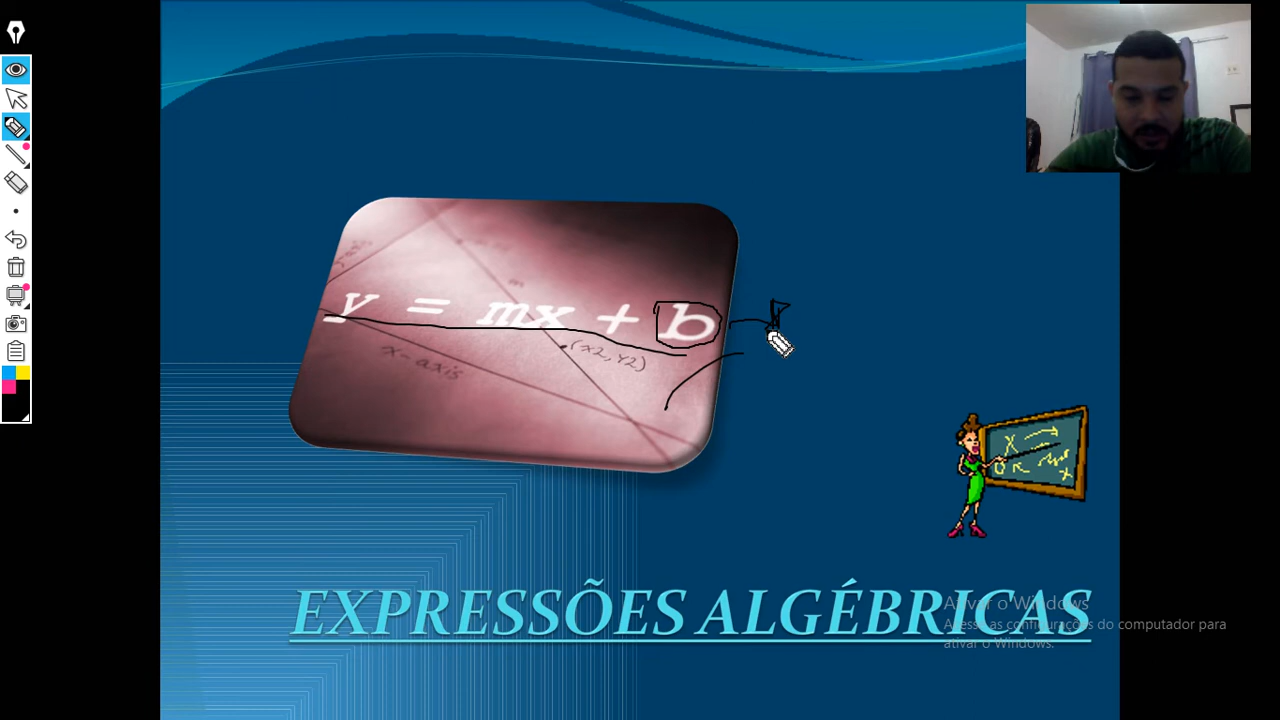 y = mx + b
(x2, y2)
x-axis
EXPRESSÕES ALGÉBRICAS
Ativar o Windows
Acesse as configurações do computador para
ativar o Windows.